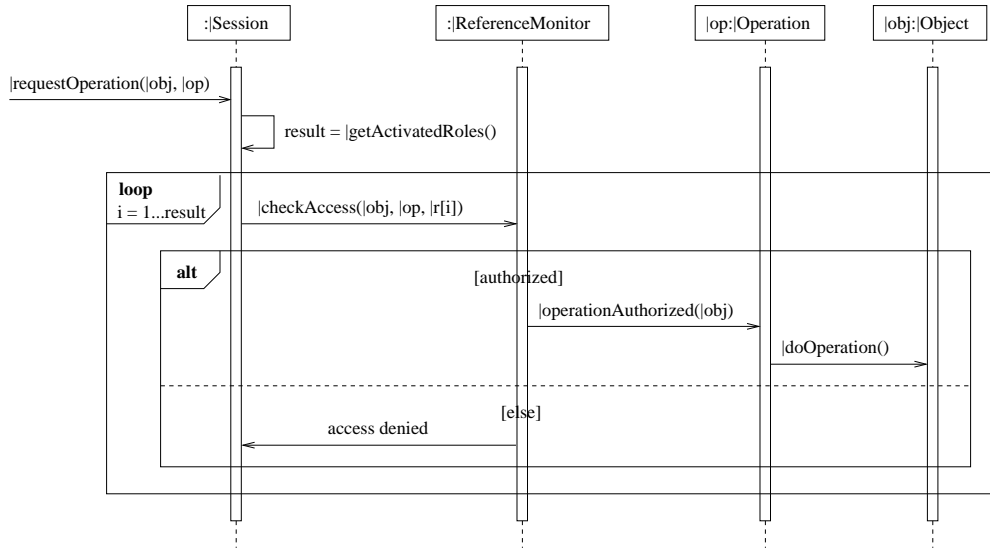 :|Session
:|ReferenceMonitor
|op:|Operation
|obj:|Object
|requestOperation(|obj, |op)
result = |getActivatedRoles()
loop
i = 1...result
|checkAccess(|obj, |op, |r[i])
alt
[authorized]
|operationAuthorized(|obj)
|doOperation()
[else]
access denied